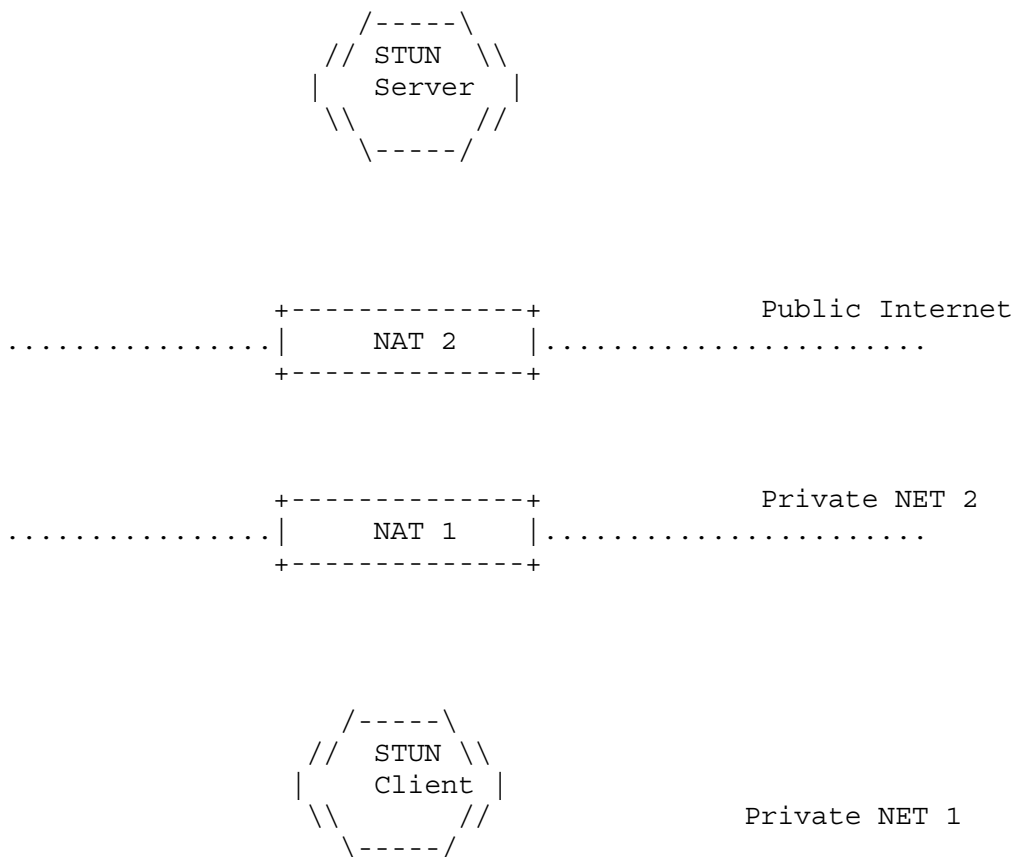 /-----\
// STUN \\
| Server |
\\ //
\-----/
+--------------+ Public Internet
................| NAT 2 |.......................
+--------------+
+--------------+ Private NET 2
................| NAT 1 |.......................
+--------------+
/-----\
// STUN \\
| Client |
\\ // Private NET 1
\-----/